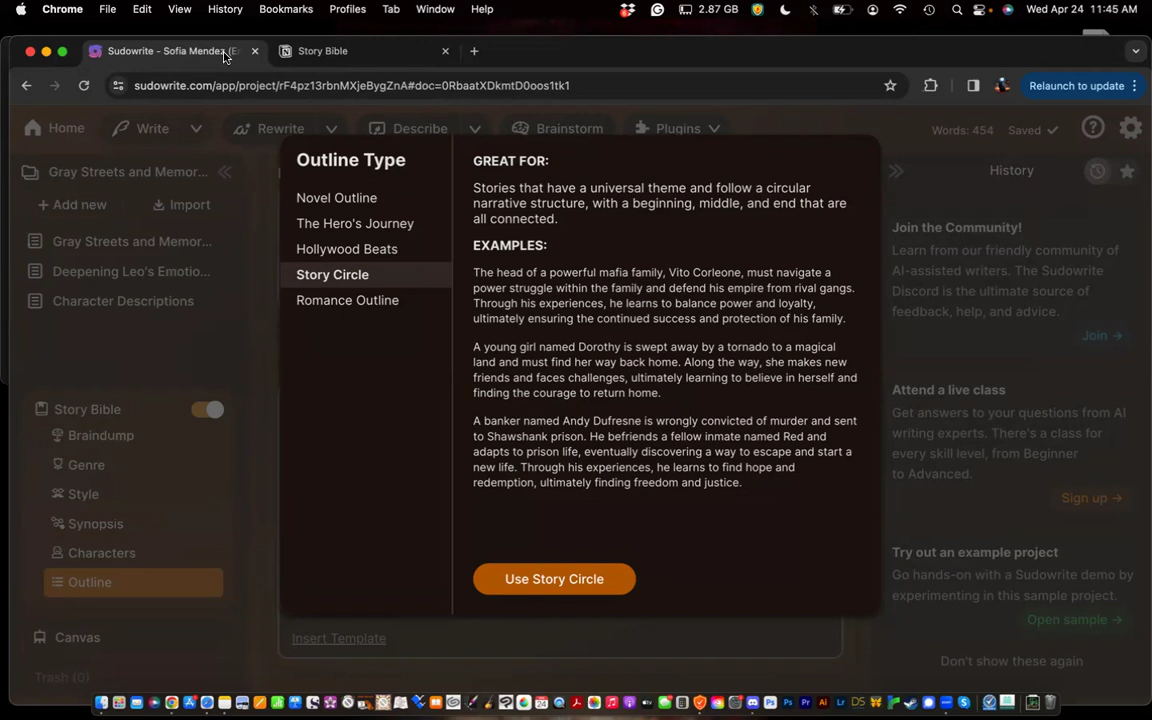 Chrome File Edit View History Bookmarks Profiles Tab Window Help 2.87 GB Wed Apr 24 11:45 AM
Sudowrite - Sofia Mendez (E Story Bible
sudowrite.com/app/project/rF4pz13rbnMXjeBygZnA#doc=0RbaatXDkmtD0oos1tk1 Relaunch to update
Home Write Rewrite Describe Brainstorm Plugins Words: 454 Saved
Gray Streets and Memor...
Add new Import
Gray Streets and Memor...
Deepening Leo's Emotio...
Character Descriptions
Story Bible
Braindump
Genre
Style
Synopsis
Characters
Outline
Canvas
Trash (0)
Outline Type
Novel Outline
The Hero's Journey
Hollywood Beats
Story Circle
Romance Outline
GREAT FOR:
Stories that have a universal theme and follow a circular
narrative structure, with a beginning, middle, and end that are
all connected.
EXAMPLES:
The head of a powerful mafia family, Vito Corleone, must navigate a
power struggle within the family and defend his empire from rival gangs.
Through his experiences, he learns to balance power and loyalty,
ultimately ensuring the continued success and protection of his family.
A young girl named Dorothy is swept away by a tornado to a magical
land and must find her way back home. Along the way, she makes new
friends and faces challenges, ultimately learning to believe in herself and
finding the courage to return home.
A banker named Andy Dufresne is wrongly convicted of murder and sent
to Shawshank prison. He befriends a fellow inmate named Red and
adapts to prison life, eventually discovering a way to escape and start a
new life. Through his experiences, he learns to find hope and
redemption, ultimately finding freedom and justice.
Use Story Circle
Insert Template
History
Join the Community!
Learn from our friendly community of
AI-assisted writers. The Sudowrite
Discord is the ultimate source of
feedback, help, and advice.
Join →
Attend a live class
Get answers to your questions from AI
writing experts. There's a class for
every skill level, from Beginner
to Advanced.
Sign up →
Try out an example project
Go hands-on with a Sudowrite demo by
experimenting in this sample project.
Open sample →
Don't show these again